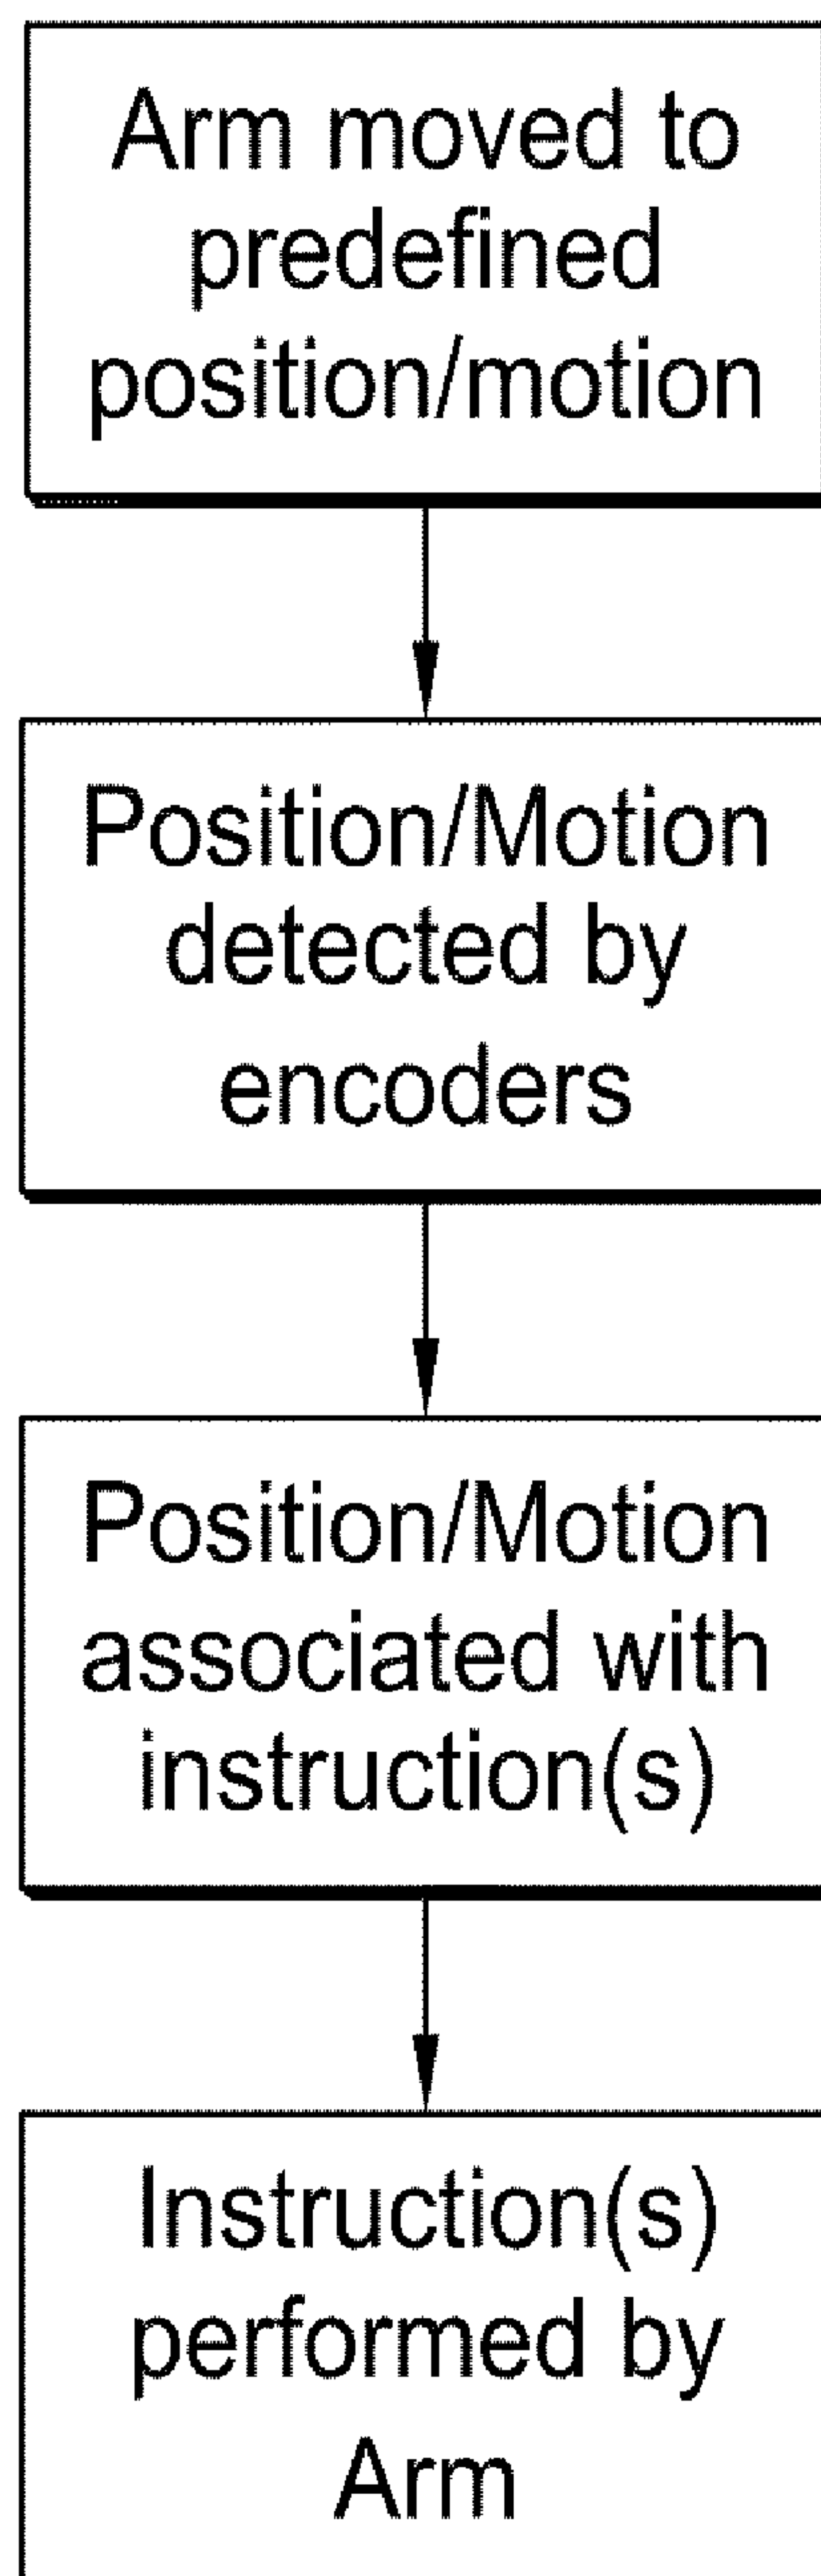 Arm moved to
predefined
position/motion
Position/Motion
detected by
encoders
Position/Motion
associated with
instruction(s)
Instruction(s)
performed by
Arm